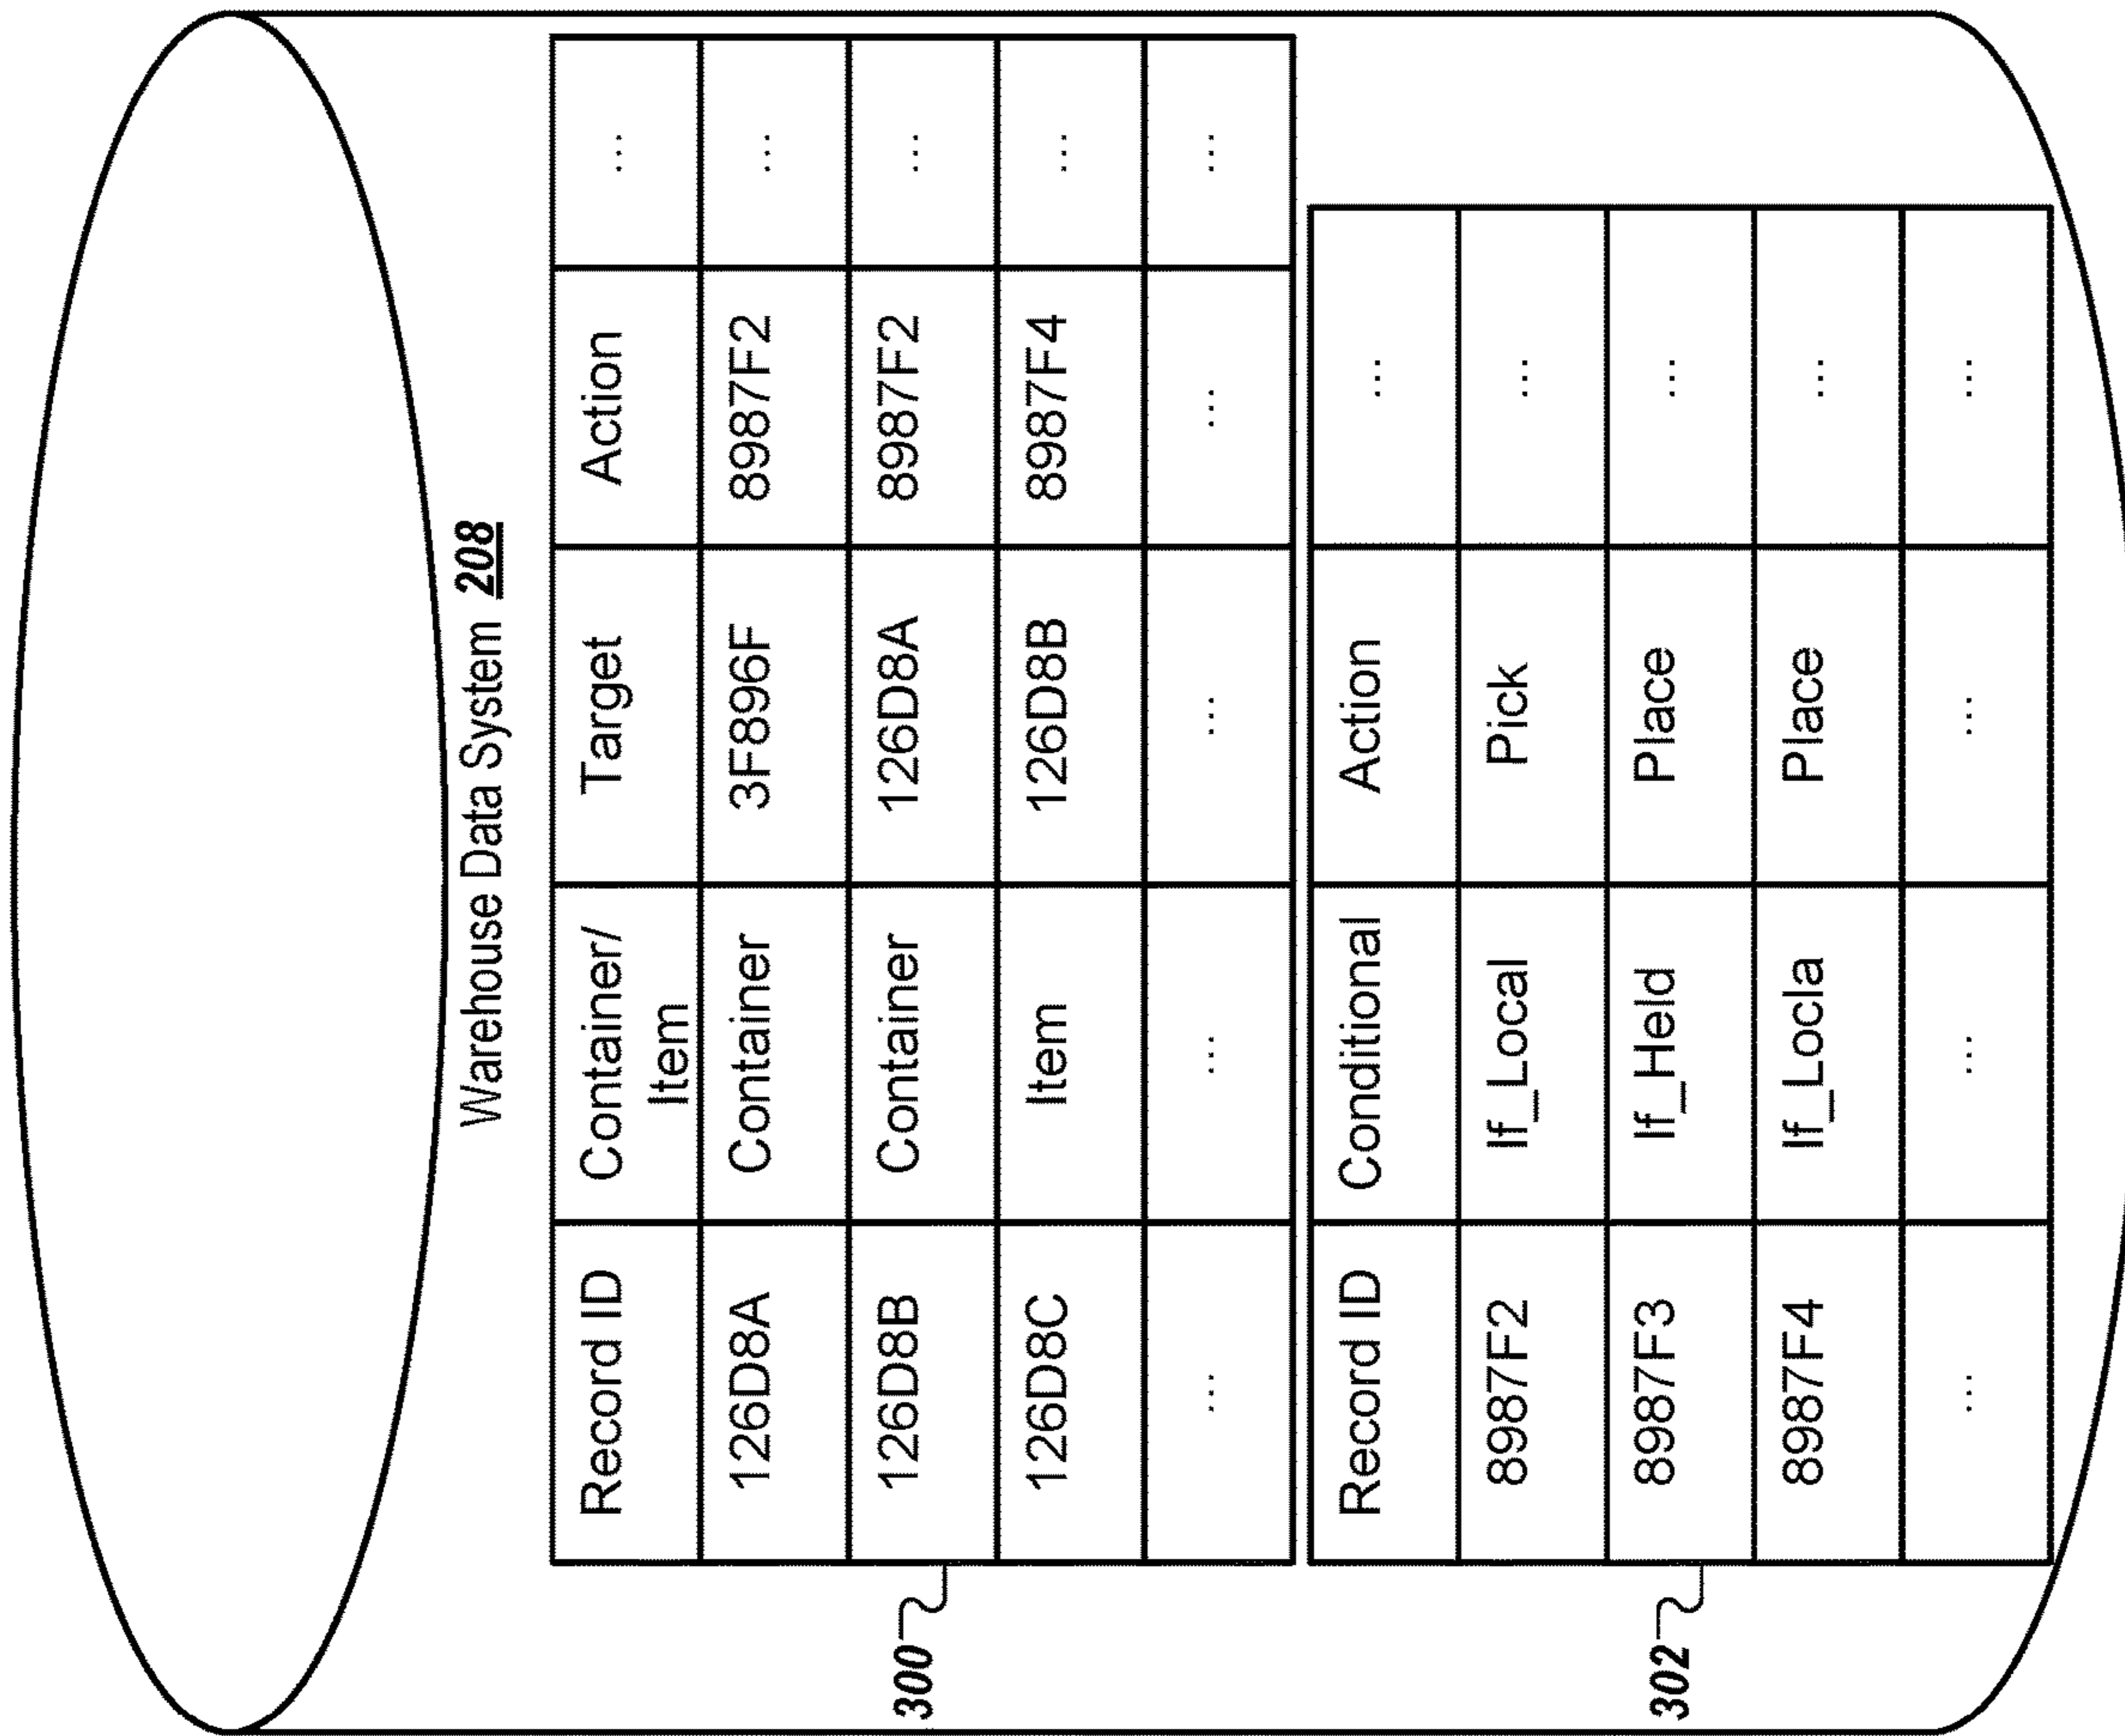 Warehouse Data System 208
Record ID Container/ Target Action ...
Item
126D8A Container 3F896F 8987F2 ...
126D8B Container 126D8A 8987F2 ...
126D8C Item 126D8B 8987F4 ...
... ... ... ... ...
300
Record ID Conditional Action ...
8987F2 If_Local Pick ...
8987F3 If_Held Place ...
8987F4 If_Locla Place ...
... ... ... ...
302